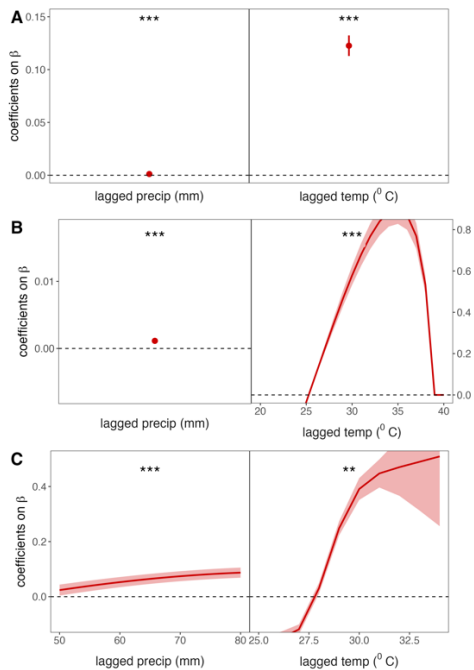 A
coefficients on β
0.15
0.10
0.05
0.00
***
***
lagged precip (mm)
lagged temp (⁰ C)
B
coefficients on β
0.01
0.00
***
***
0.8
0.6
0.4
0.2
0.0
20 25 30 35 40
lagged precip (mm)
lagged temp (⁰ C)
C
coefficients on β
0.4
0.2
0.0
***
**
50 60 70 80 25.0 27.5 30.0 32.5
lagged precip (mm)
lagged temp (⁰ C)